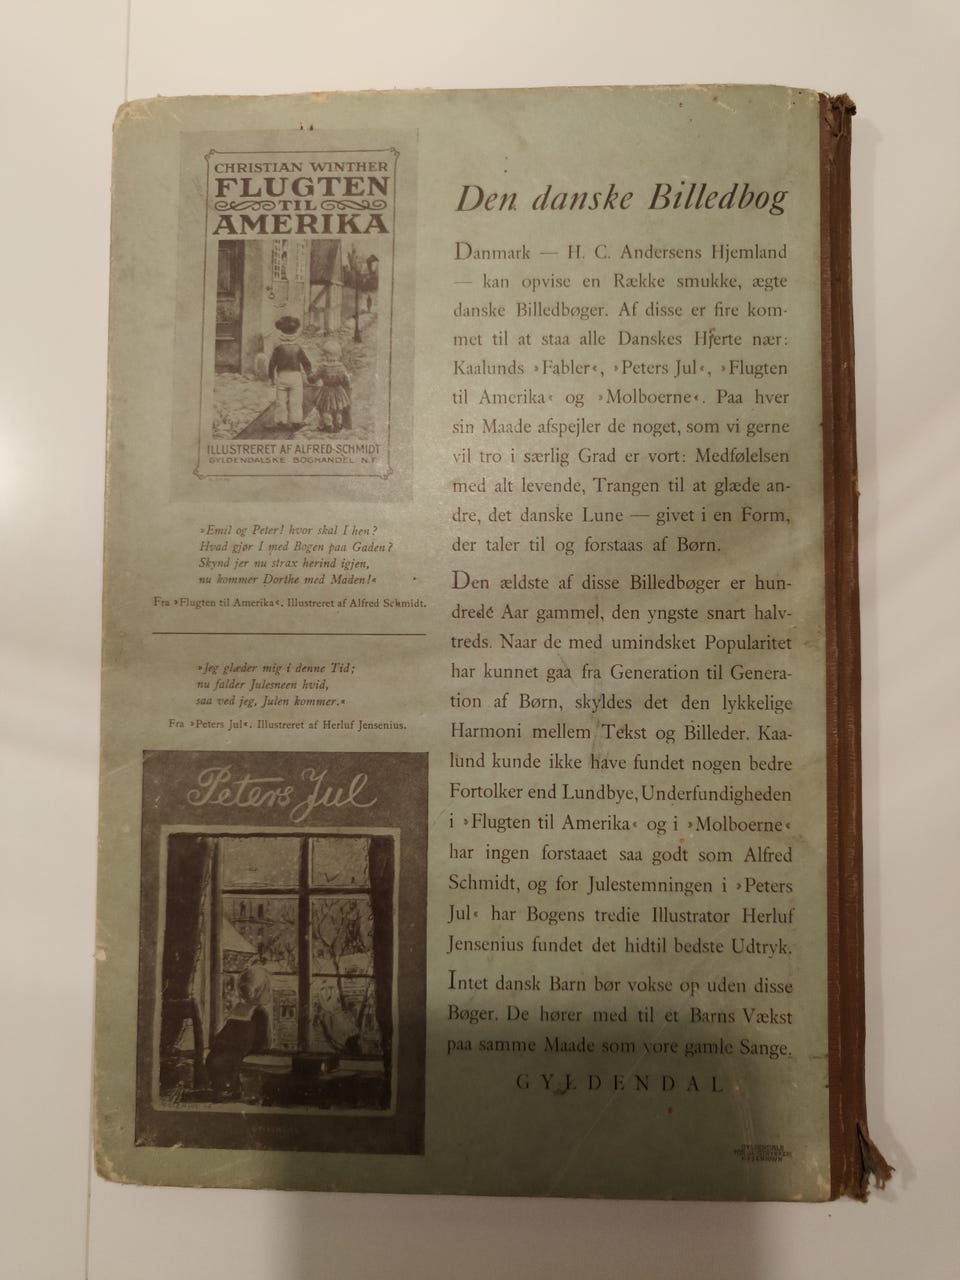 CHRISTIAN WINTHER
FLUGTEN
TIL
AMERIKA
ILLUSTRERET AF ALFRED SCHMIDT
GYLDENDALSKE BOGHANDEL N.F.
»Emil og Peter! hvor skal I hen?
Hvad gjør I med Bogen paa Gaden?
Skynd jer nu strax herind igjen,
nu kommer Dorthe med Maden!«
Fra »Flugten til Amerika«. Illustreret af Alfred Schmidt.
»Jeg glæder mig i denne Tid;
nu falder Julesneen hvid,
saa ved jeg, Julen kommer.«
Fra »Peters Jul«. Illustreret af Herluf Jensenius.
Peters Jul
Den danske Billedbog
Danmark — H. C. Andersens Hjemland
— kan opvise en Række smukke, ægte
danske Billedbøger. Af disse er fire kom-
met til at staa alle Danskes Hjerte nær:
Kaalunds »Fabler«, »Peters Jul«, »Flugten
til Amerika« og »Molboerne«. Paa hver
sin Maade afspejler de noget, som vi gerne
vil tro i særlig Grad er vort: Medfølelsen
med alt levende, Trangen til at glæde an-
dre, det danske Lune — givet i en Form,
der taler til og forstaas af Børn.
Den ældste af disse Billedbøger er hun-
drede Aar gammel, den yngste snart halv-
treds. Naar de med umindsket Popularitet
har kunnet gaa fra Generation til Genera-
tion af Børn, skyldes det den lykkelige
Harmoni mellem Tekst og Billeder. Kaa-
lund kunde ikke have fundet nogen bedre
Fortolker end Lundbye, Underfundigheden
i »Flugten til Amerika« og i »Molboerne«
har ingen forstaaet saa godt som Alfred
Schmidt, og for Julestemningen i »Peters
Jul« har Bogens tredie Illustrator Herluf
Jensenius fundet det hidtil bedste Udtryk.
Intet dansk Barn bør vokse op uden disse
Bøger. De hører med til et Barns Vækst
paa samme Maade som vore gamle Sange.
GYLDENDAL